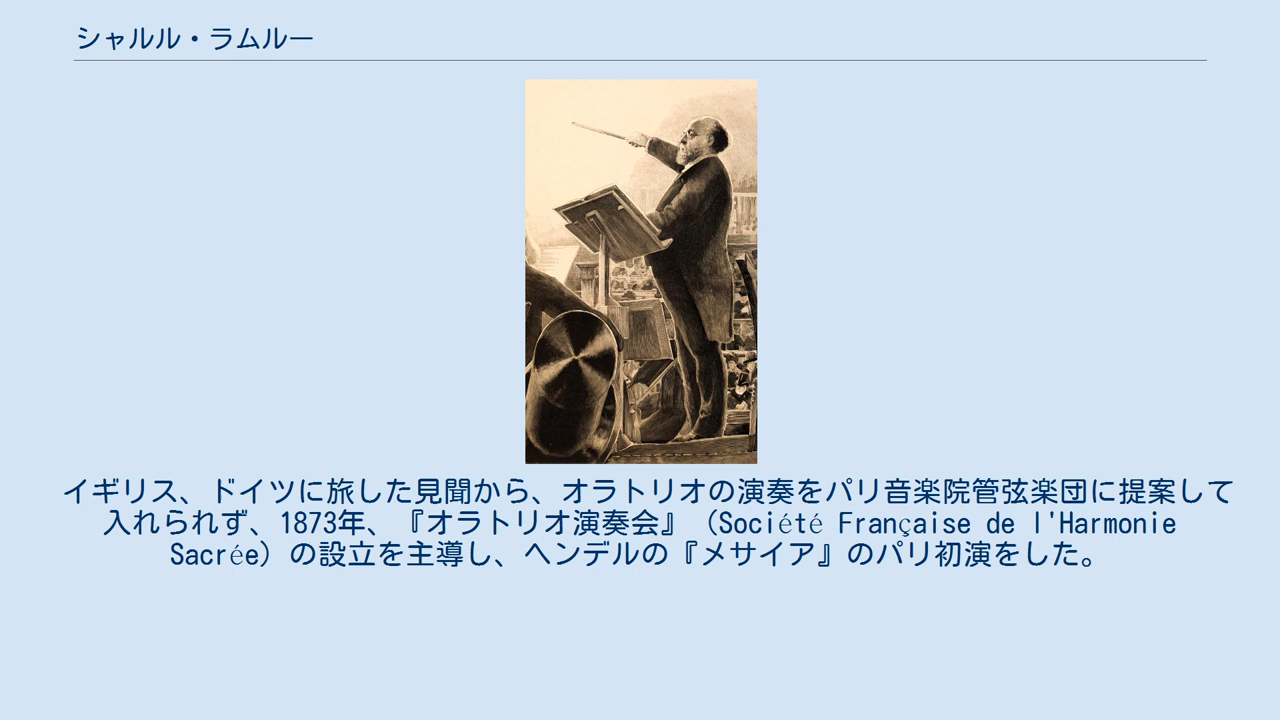 シャルル・ラムルー
イギリス、ドイツに旅した見聞から、オラトリオの演奏をパリ音楽院管弦楽団に提案して
入れられず、1873年、『オラトリオ演奏会』（Société Française de l'Harmonie
Sacrée）の設立を主導し、ヘンデルの『メサイア』のパリ初演をした。